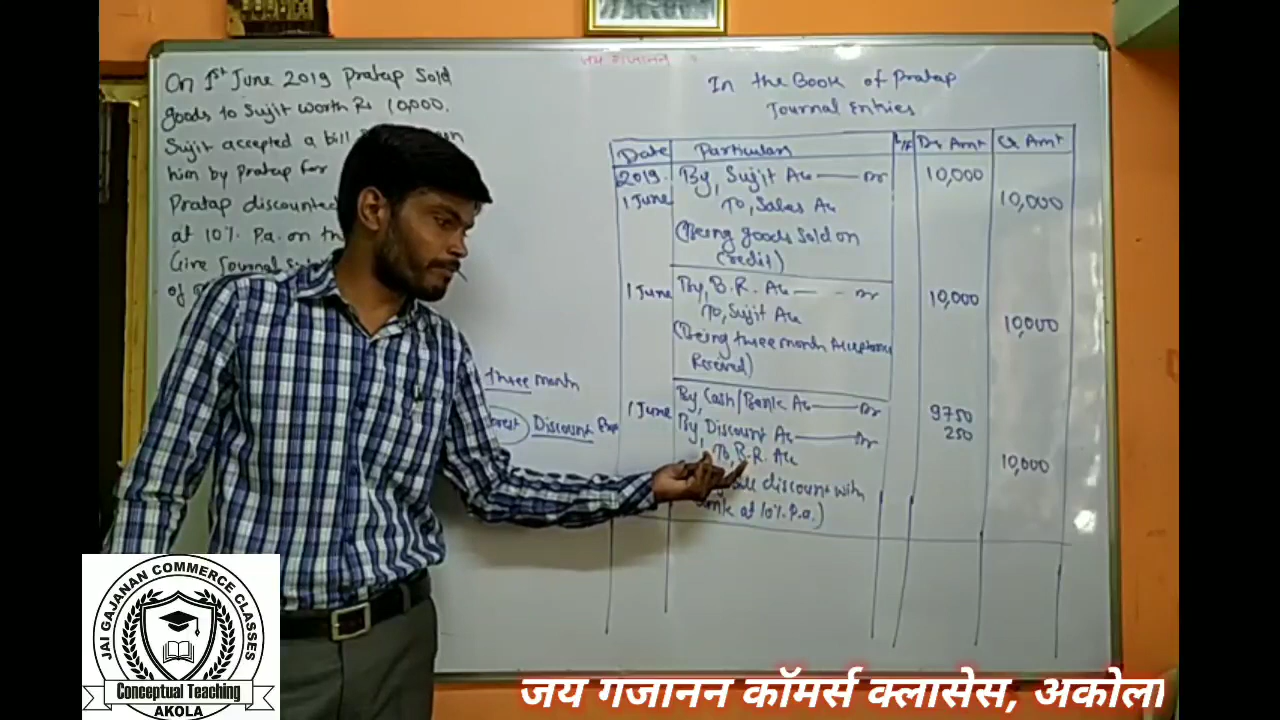 जय गजानन
On 1st June 2019 Pratap Sold
goods to Sujit worth Rs 10,000.
Sujit accepted a bill
him by Pratap for
Pratap discounted
at 10% P.a. on th
Give Journal
of
three month
Discount
In the Book of Pratap
Journal Entries
Date Particulars L/F Dr Amt Cr Amt
2019. By, Sujit A/c —— Dr 10,000
1 June To, Sales A/c 10,000
(Being goods Sold on
Credit)
1 June By, B.R. A/c —— Dr 10,000
To, Sujit A/c 10,000
(Being three month
Received)
1 June By, Cash/Bank A/c —— Dr 9750
By, Discount A/c —— Dr 250
To, B.R. A/c 10,000
discount with
at 10% P.a.)
JAI GAJANAN COMMERCE CLASSES
Conceptual Teaching
AKOLA
जय गजानन कॉमर्स क्लासेस, अकोला